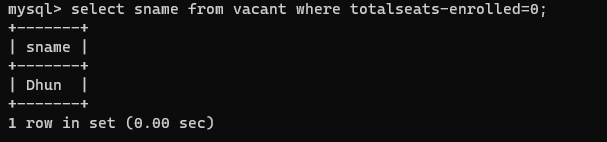 mysql> select sname from vacant where totalseats-enrolled=0;
+-------+
| sname |
+-------+
| Dhun  |
+-------+
1 row in set (0.00 sec)